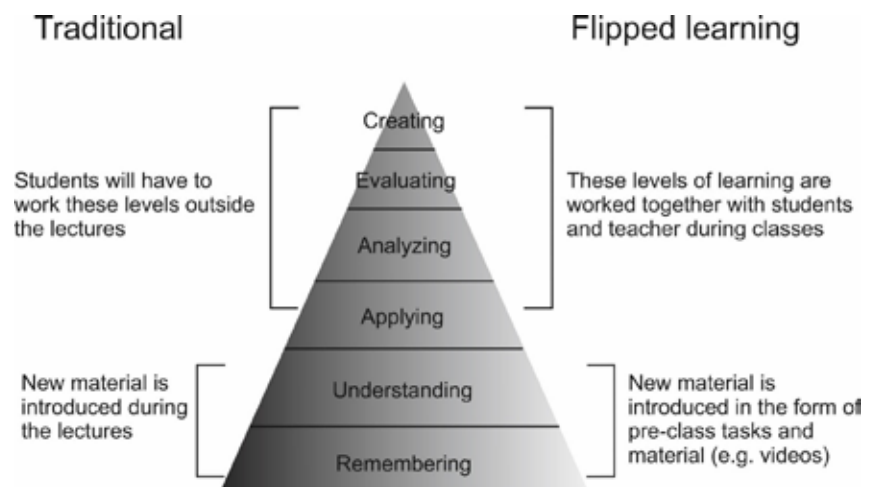 Traditional
Flipped learning
Creating
Evaluating
Analyzing
Applying
Understanding
Remembering
Students will have to
work these levels outside
the lectures
These levels of learning are
worked together with students
and teacher during classes
New material is
introduced during
the lectures
New material is
introduced in the form of
pre-class tasks and
material (e.g. videos)